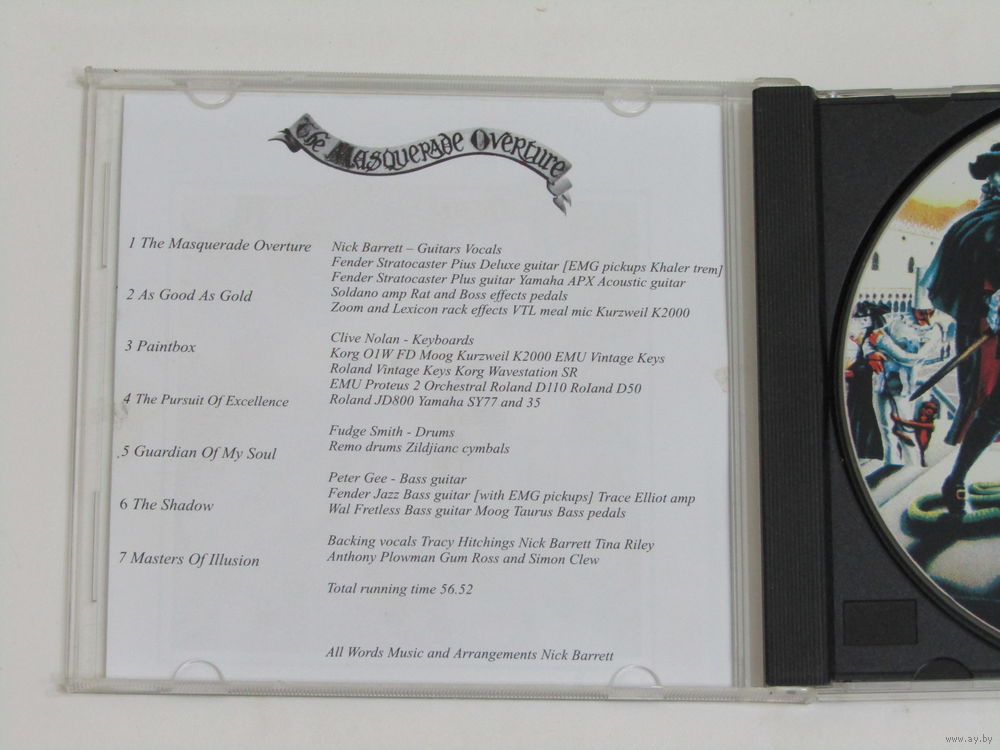 The Masquerade Overture
1 The Masquerade Overture
2 As Good As Gold
3 Paintbox
4 The Pursuit Of Excellence
5 Guardian Of My Soul
6 The Shadow
7 Masters Of Illusion
Nick Barrett – Guitars Vocals
Fender Stratocaster Pius Deluxe guitar [EMG pickups Khaler trem]
Fender Stratocaster Plus guitar Yamaha APX Acoustic guitar
Soldano amp Rat and Boss effects pedals
Zoom and Lexicon rack effects VTL meal mic Kurzweil K2000
Clive Nolan - Keyboards
Korg O1W FD Moog Kurzweil K2000 EMU Vintage Keys
Roland Vintage Keys Korg Wavestation SR
EMU Proteus 2 Orchestral Roland D110 Roland D50
Roland JD800 Yamaha SY77 and 35
Fudge Smith - Drums
Remo drums Zildjianc cymbals
Peter Gee - Bass guitar
Fender Jazz Bass guitar [with EMG pickups] Trace Elliot amp
Wal Fretless Bass guitar Moog Taurus Bass pedals
Backing vocals Tracy Hitchings Nick Barrett Tina Riley
Anthony Plowman Gum Ross and Simon Clew
Total running time 56.52
All Words Music and Arrangements Nick Barrett
www.ay.by